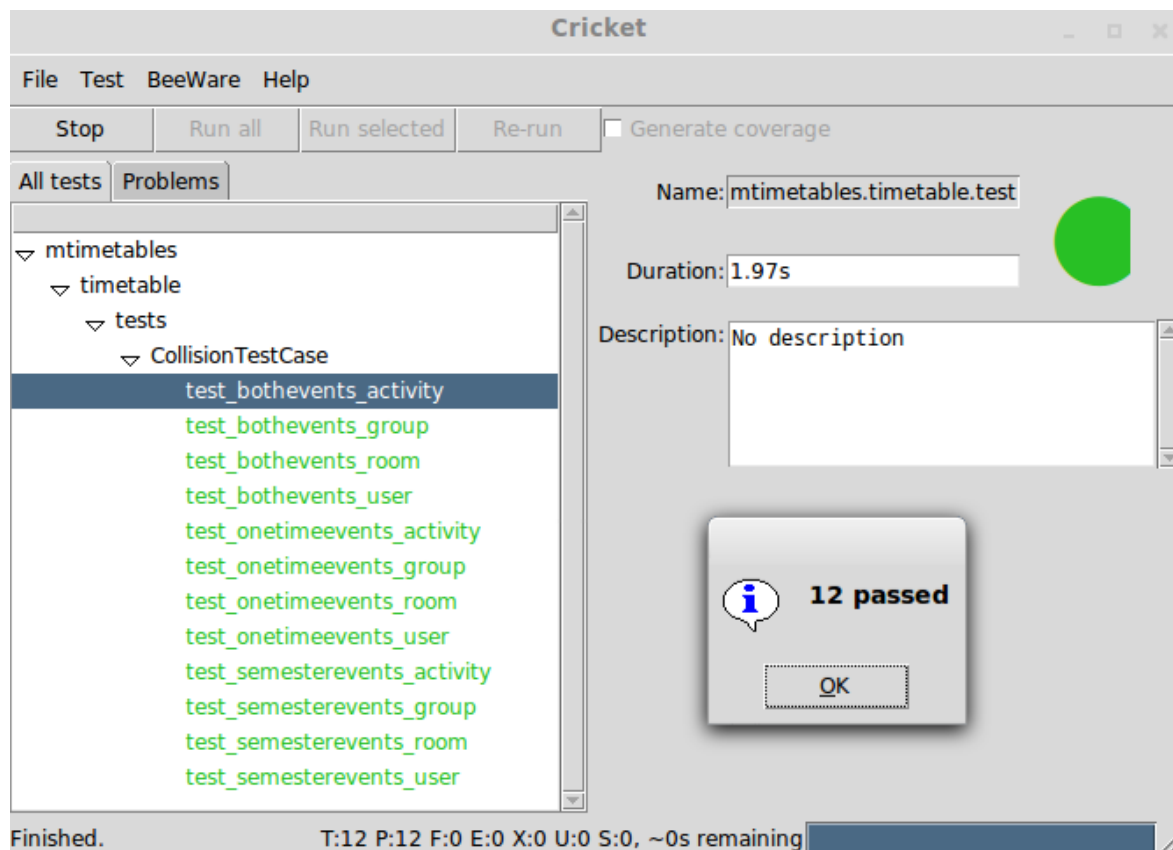 Cricket
File Test BeeWare Help
Stop Run all Run selected Re-run Generate coverage
All tests Problems
Name: mtimetables.timetable.test
Duration: 1.97s
Description: No description
mtimetables
timetable
tests
CollisionTestCase
test_bothevents_activity
test_bothevents_group
test_bothevents_room
test_bothevents_user
test_onetimeevents_activity
test_onetimeevents_group
test_onetimeevents_room
test_onetimeevents_user
test_semesterevents_activity
test_semesterevents_group
test_semesterevents_room
test_semesterevents_user
i 12 passed
OK
Finished. T:12 P:12 F:0 E:0 X:0 U:0 S:0, ~0s remaining